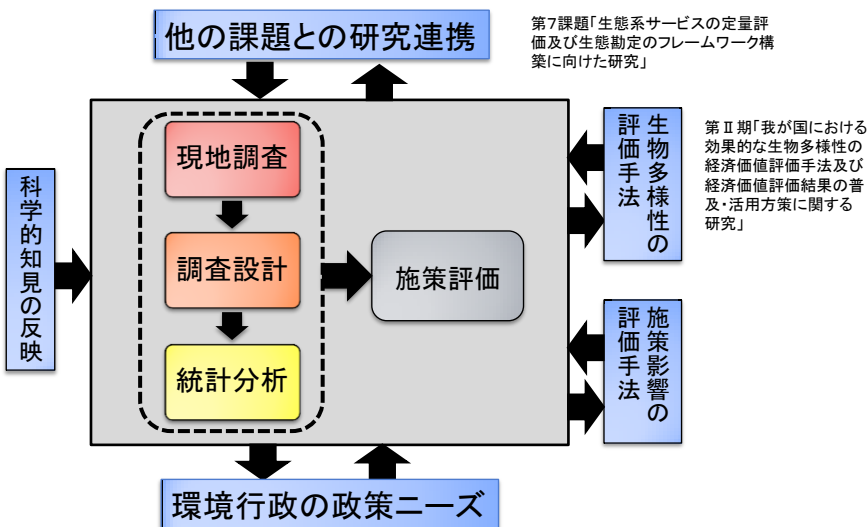 他の課題との研究連携
第7課題「生態系サービスの定量評
価及び生態勘定のフレームワーク構
築に向けた研究」
科学的知見の反映
現地調査
調査設計
統計分析
施策評価
生物多様性の
評価手法
第Ⅱ期「我が国における
効果的な生物多様性の
経済価値評価手法及び
経済価値評価結果の普
及・活用方策に関する
研究」
施策影響の
評価手法
環境行政の政策ニーズ